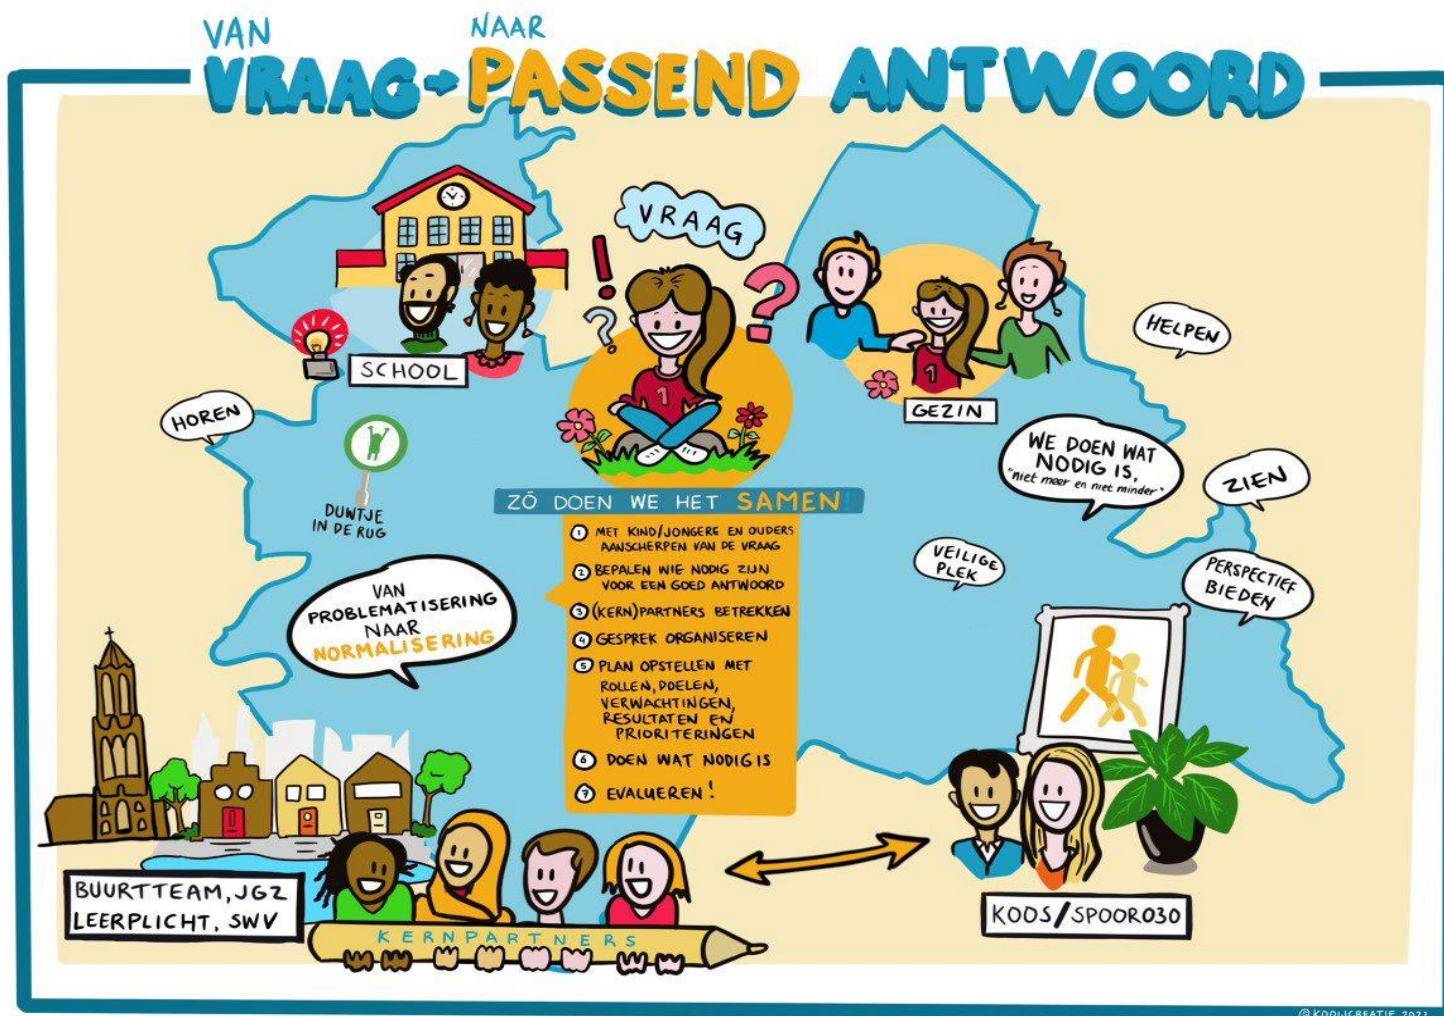 VAN
NAAR
VRAAG → PASSEND ANTWOORD
VRAAG
SCHOOL
GEZIN
HELPEN
HOREN
WE DOEN WAT
NODIG IS,
"niet meer en niet minder"
ZIEN
DUWTJE
IN DE RUG
ZÓ DOEN WE HET SAMEN!
① MET KIND/JONGERE EN OUDERS
AANSCHERPEN VAN DE VRAAG
② BEPALEN WIE NODIG ZIJN
VOOR EEN GOED ANTWOORD
③ (KERN)PARTNERS BETREKKEN
④ GESPREK ORGANISEREN
⑤ PLAN OPSTELLEN MET
ROLLEN, DOELEN,
VERWACHTINGEN,
RESULTATEN EN
PRIORITERINGEN
⑥ DOEN WAT NODIG IS
⑦ EVALUEREN!
VEILIGE
PLEK
PERSPECTIEF
BIEDEN
VAN
PROBLEMATISERING
NAAR
NORMALISERING
BUURTTEAM, JGZ
LEERPLICHT, SWV
KERNPARTNERS
KOOS/SPOOR030
1
1
© KOOIJCREATIE 2023